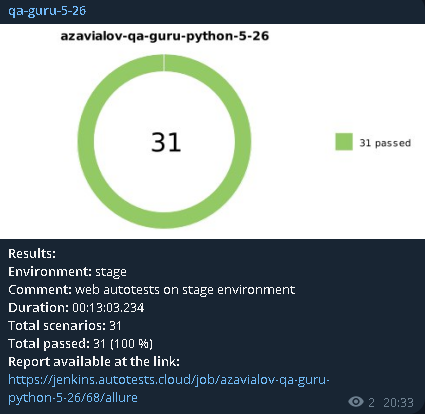 qa-guru-5-26
azavialov-qa-guru-python-5-26
31
31 passed
Results:
Environment: stage
Comment: web autotests on stage environment
Duration: 00:13:03.234
Total scenarios: 31
Total passed: 31 (100 %)
Report available at the link:
https://jenkins.autotests.cloud/job/azavialov-qa-guru-
python-5-26/68/allure
2 20:33